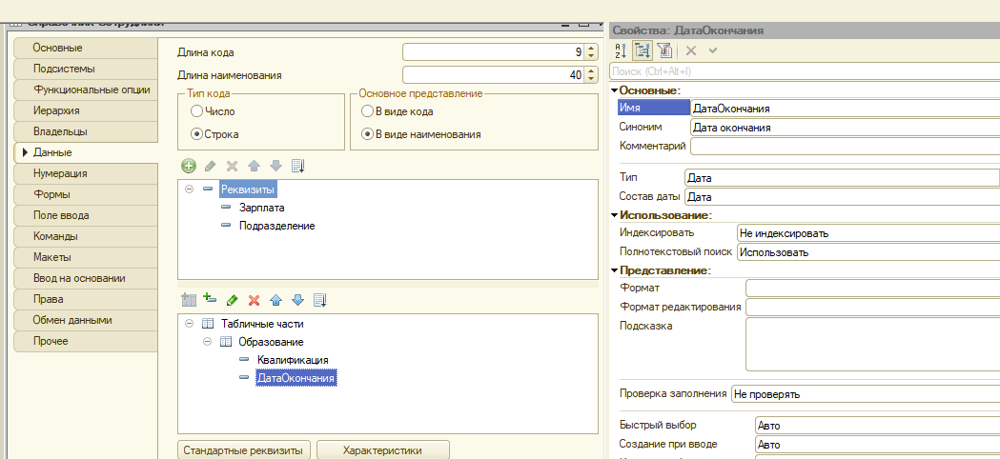 Справочник Сотрудники
Основные
Подсистемы
Функциональные опции
Иерархия
Владельцы
Данные
Нумерация
Формы
Поле ввода
Команды
Макеты
Ввод на основании
Права
Обмен данными
Прочее
Длина кода 9
Длина наименования 40
Тип кода
Число
Строка
Основное представление
В виде кода
В виде наименования
Реквизиты
Зарплата
Подразделение
Табличные части
Образование
Квалификация
ДатаОкончания
Стандартные реквизиты Характеристики
Свойства: ДатаОкончания
Поиск (Ctrl+Alt+I)
Основные:
Имя ДатаОкончания
Синоним Дата окончания
Комментарий
Тип Дата
Состав даты Дата
Использование:
Индексировать Не индексировать
Полнотекстовый поиск Использовать
Представление:
Формат
Формат редактирования
Подсказка
Проверка заполнения Не проверять
Быстрый выбор Авто
Создание при вводе Авто